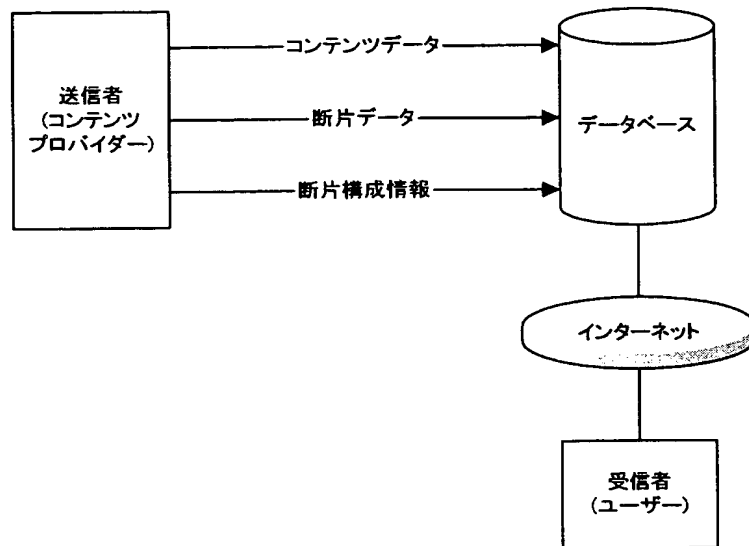 送信者
(コンテンツ
プロバイダー)
コンテンツデータ
断片データ
断片構成情報
データベース
インターネット
受信者
(ユーザー)